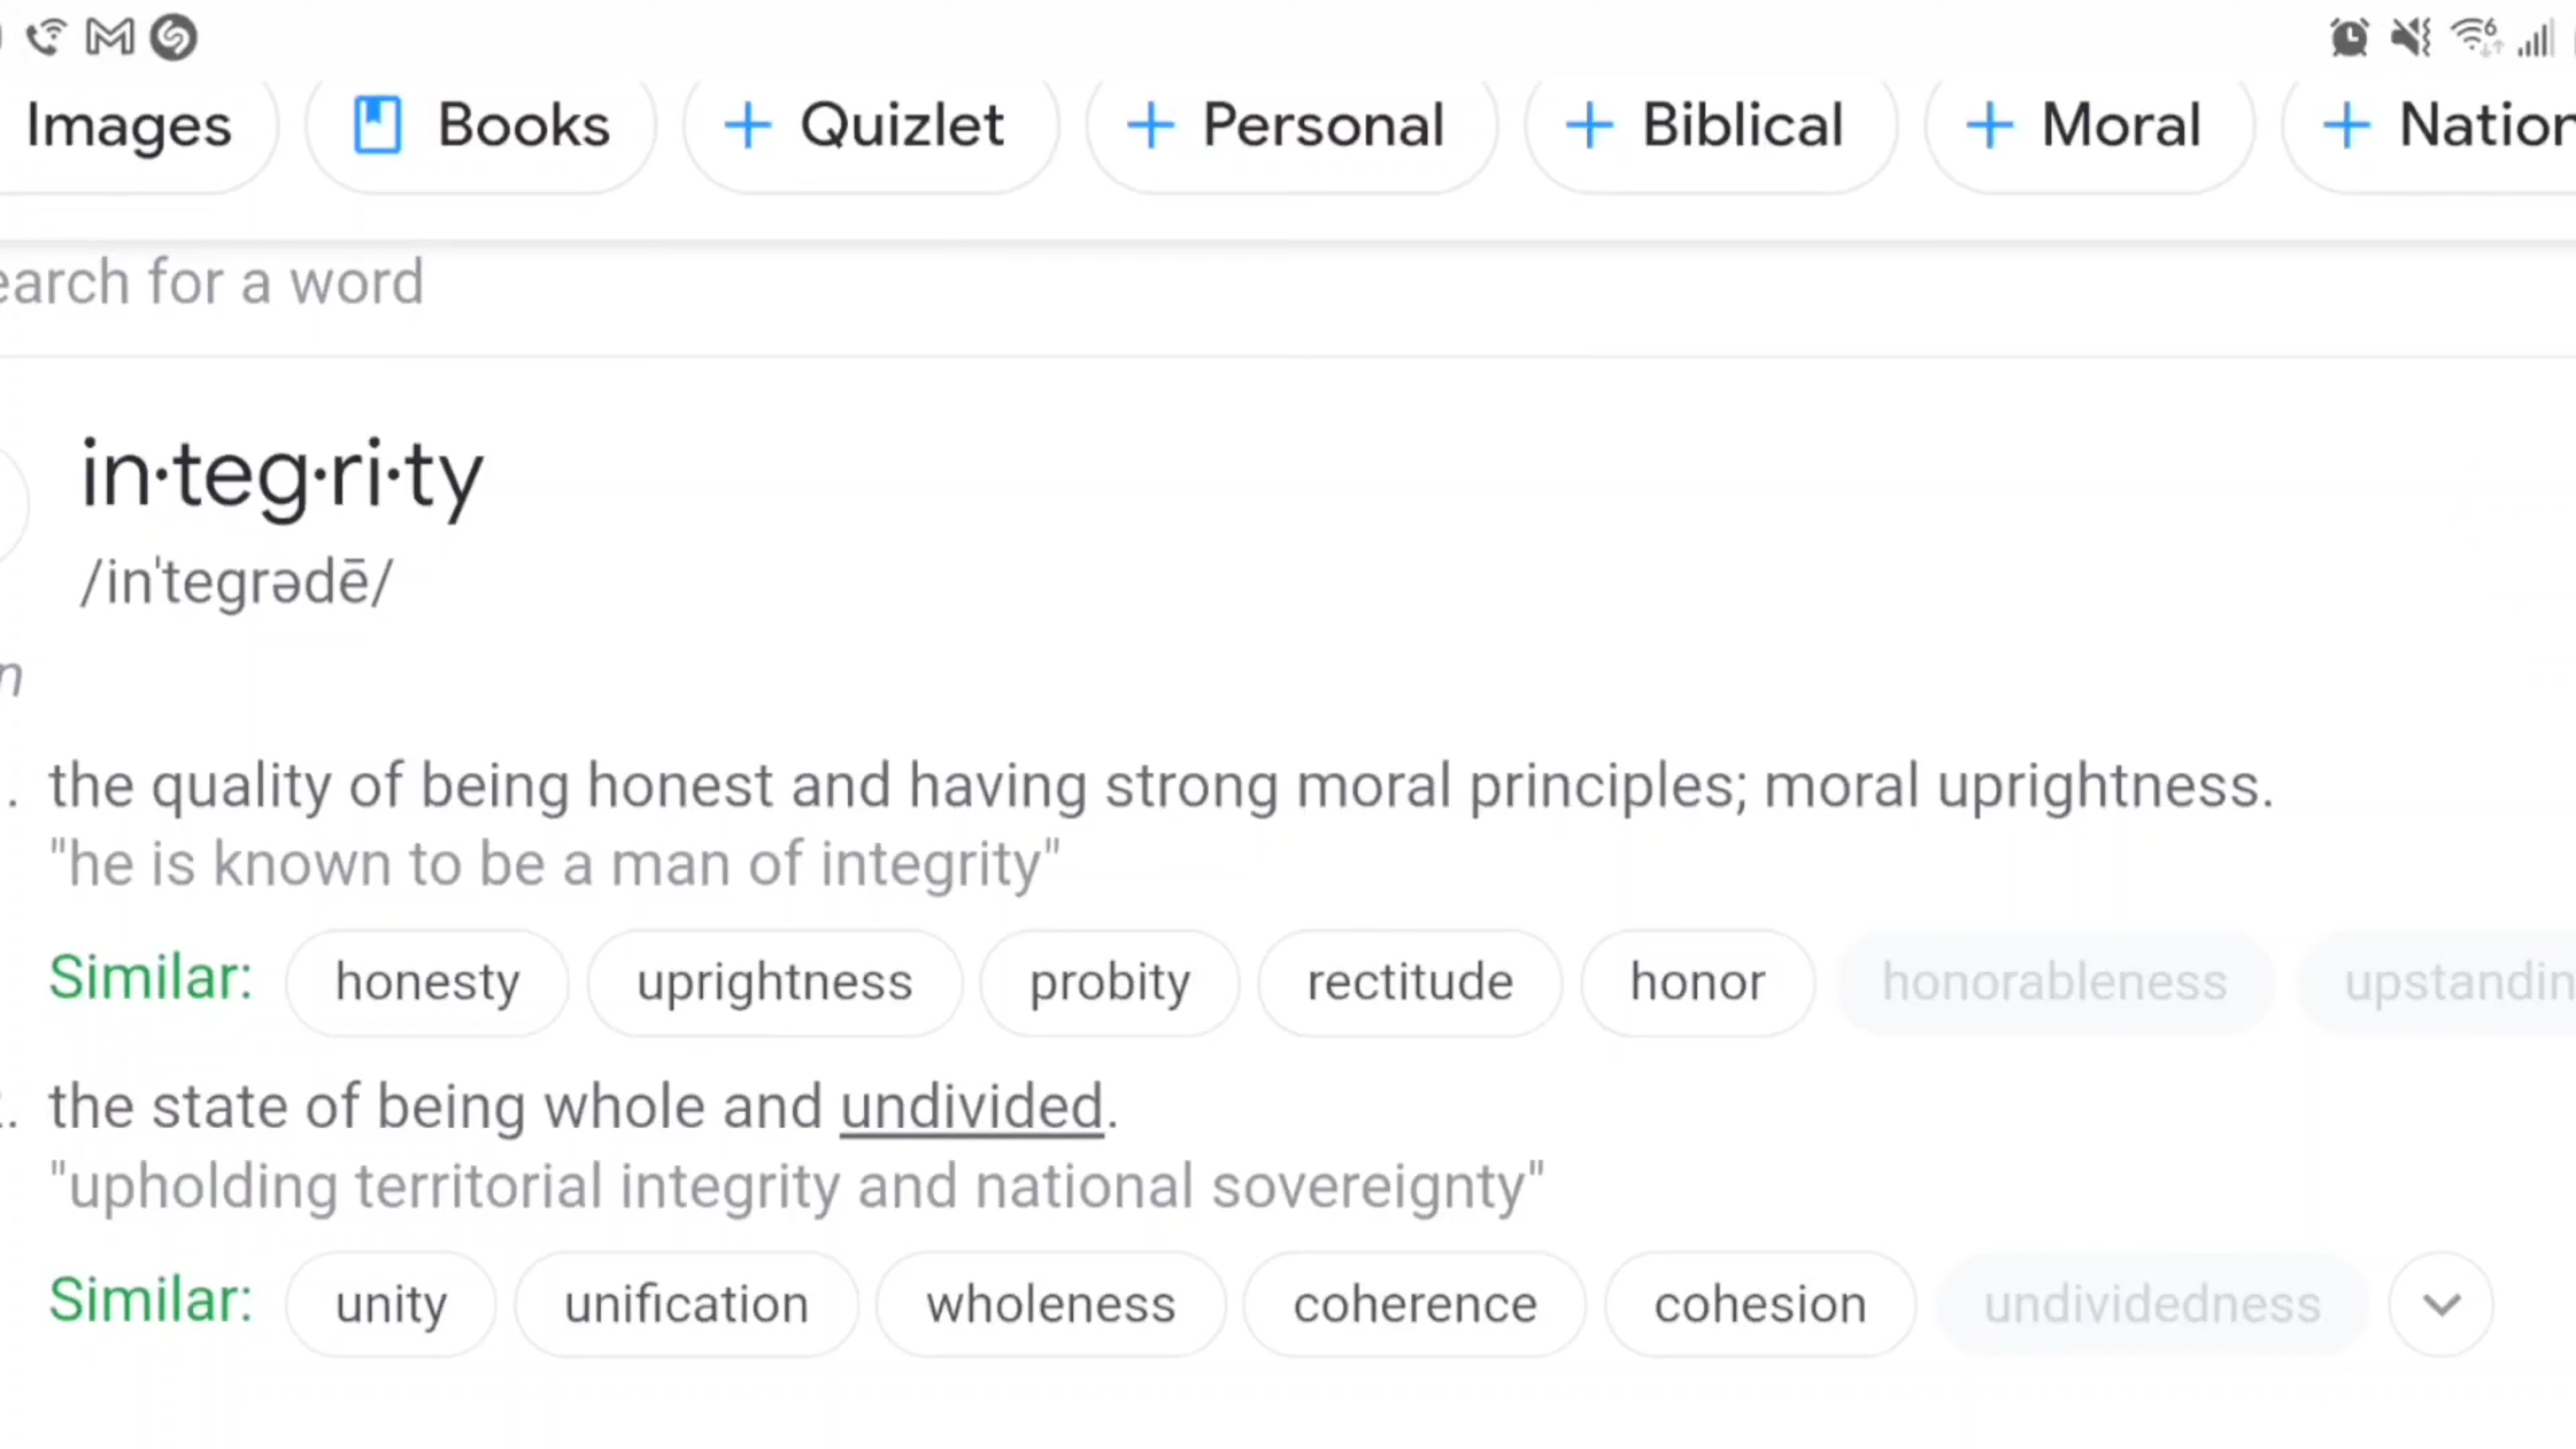 Images Books + Quizlet + Personal + Biblical + Moral + Nation
earch for a word
in·teg·ri·ty
/in'tegrədē/
n
. the quality of being honest and having strong moral principles; moral uprightness.
"he is known to be a man of integrity"
Similar: honesty uprightness probity rectitude honor honorableness upstandin
. the state of being whole and undivided.
"upholding territorial integrity and national sovereignty"
Similar: unity unification wholeness coherence cohesion undividedness